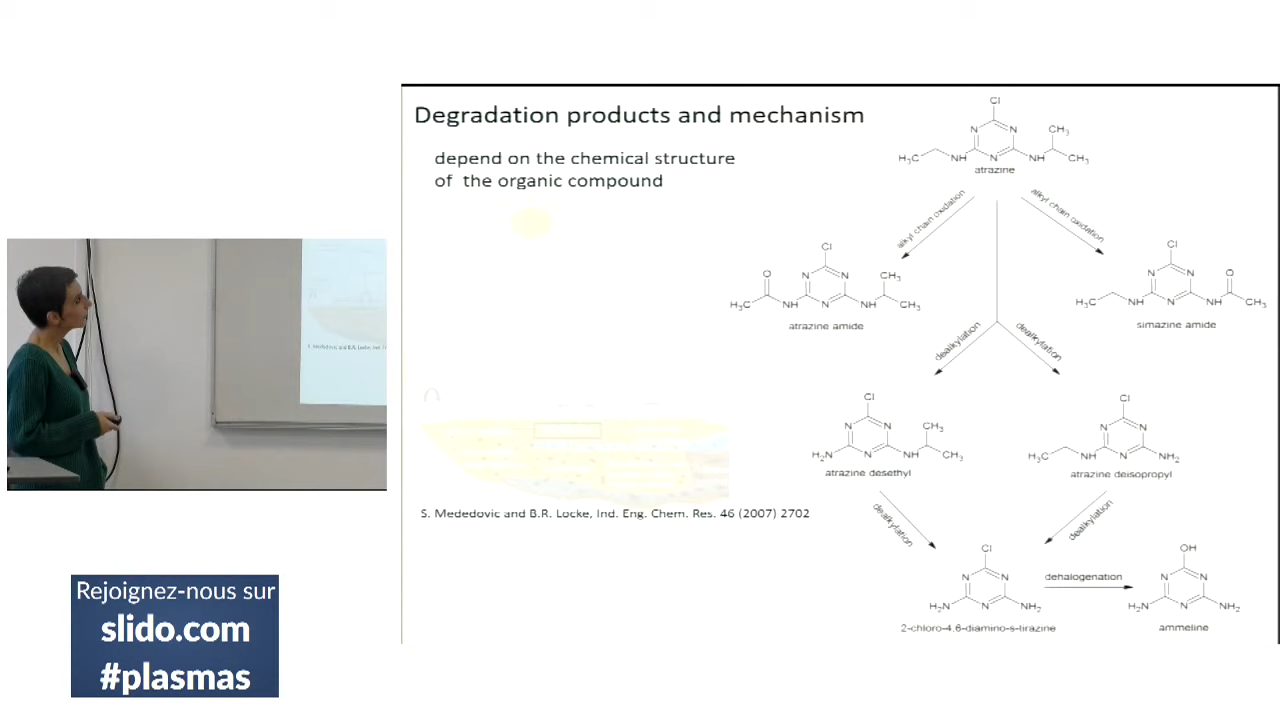 Degradation products and mechanism
depend on the chemical structure
of the organic compound
Cl
N N
CH₃
H₃C NH N NH CH₃
atrazine
alkyl chain oxidation
alkyl chain oxidation
Cl
O N N CH₃
H₃C NH N NH CH₃
atrazine amide
Cl
N N O
H₃C NH N NH CH₃
simazine amide
dealkylation
dealkylation
Cl
N N CH₃
H₂N N NH CH₃
atrazine desethyl
Cl
N N
H₃C NH N NH₂
atrazine deisopropyl
S. Mededovic and B.R. Locke, Ind. Eng. Chem. Res. 46 (2007) 2702
dealkylation
dealkylation
Cl
N N
H₂N N NH₂
2-chloro-4,6-diamino-s-tirazine
dehalogenation
OH
N N
H₂N N NH₂
ammeline
Rejoignez-nous sur
slido.com
#plasmas